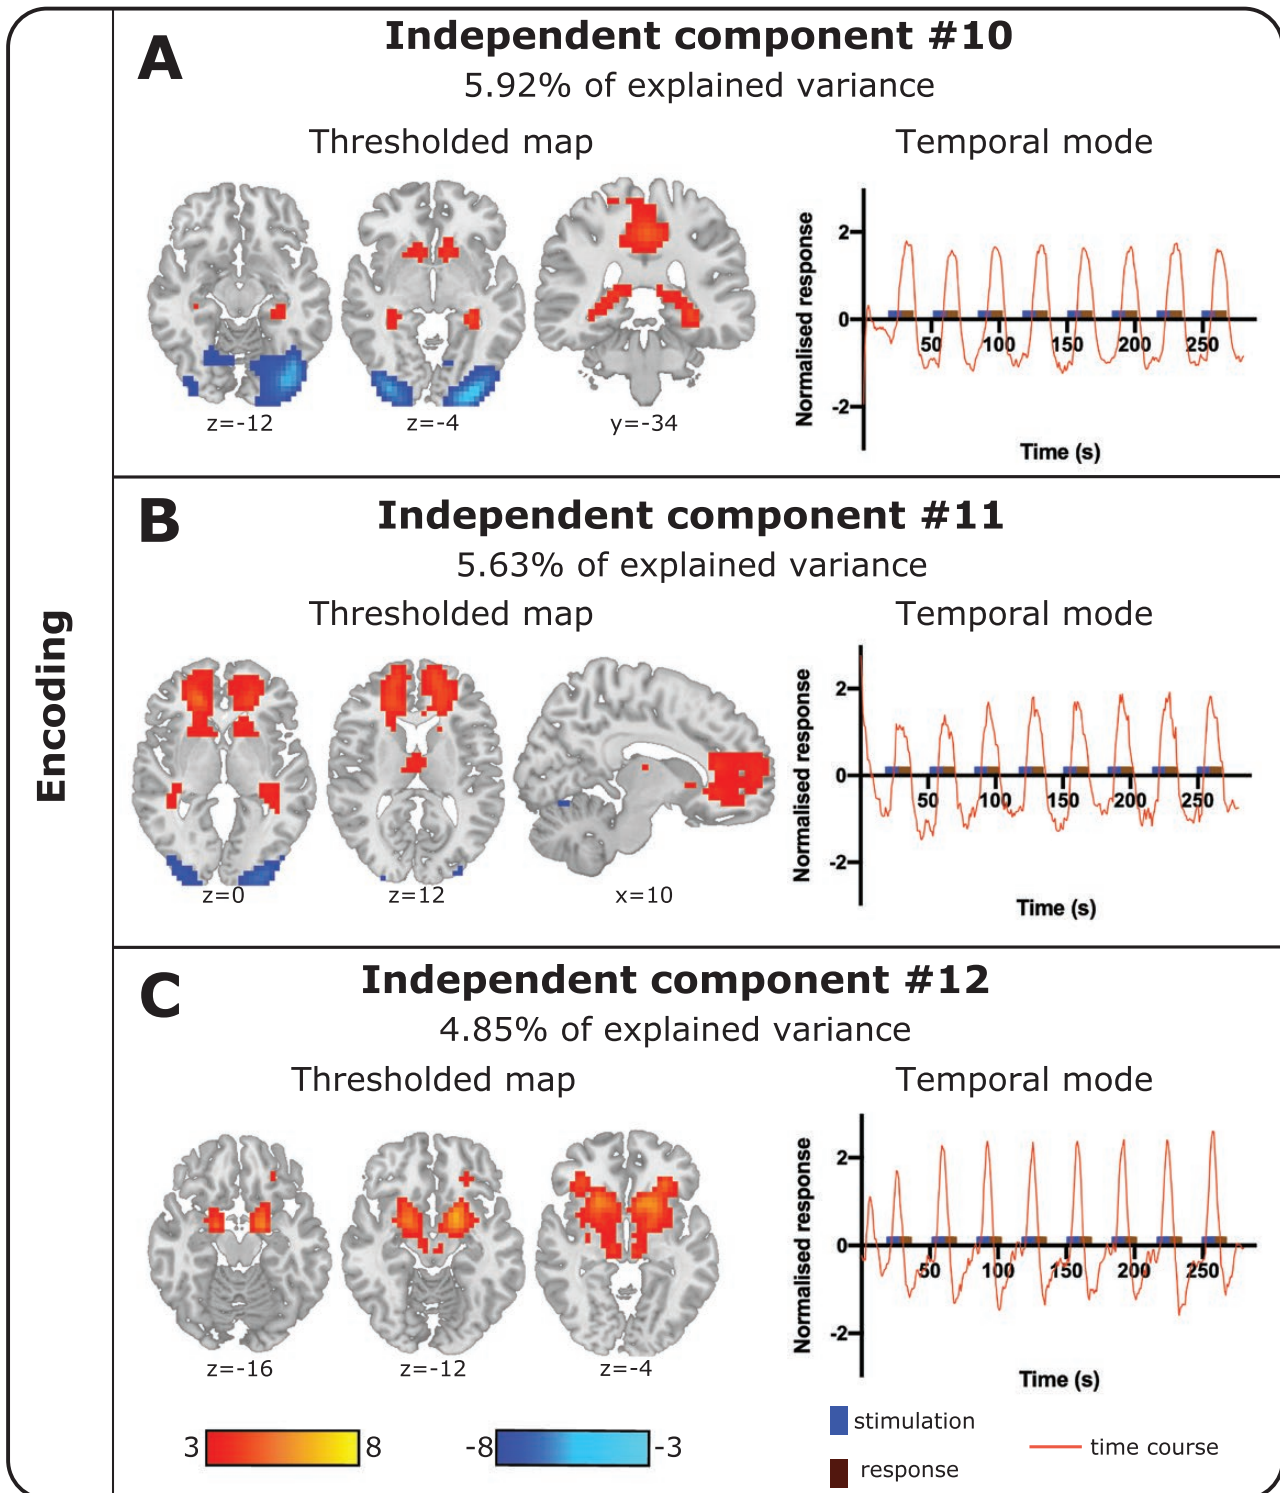 Encoding
A
Independent component #10
5.92% of explained variance
Thresholded map
Temporal mode
z=-12
z=-4
y=-34
Normalised response
2
0
-2
50
100
150
200
250
Time (s)
B
Independent component #11
5.63% of explained variance
Thresholded map
Temporal mode
z=0
z=12
x=10
Normalised response
2
0
-2
50
100
150
200
250
Time (s)
C
Independent component #12
4.85% of explained variance
Thresholded map
Temporal mode
z=-16
z=-12
z=-4
Normalised response
2
0
-2
50
100
150
200
250
Time (s)
3
8
-8
-3
stimulation
response
time course